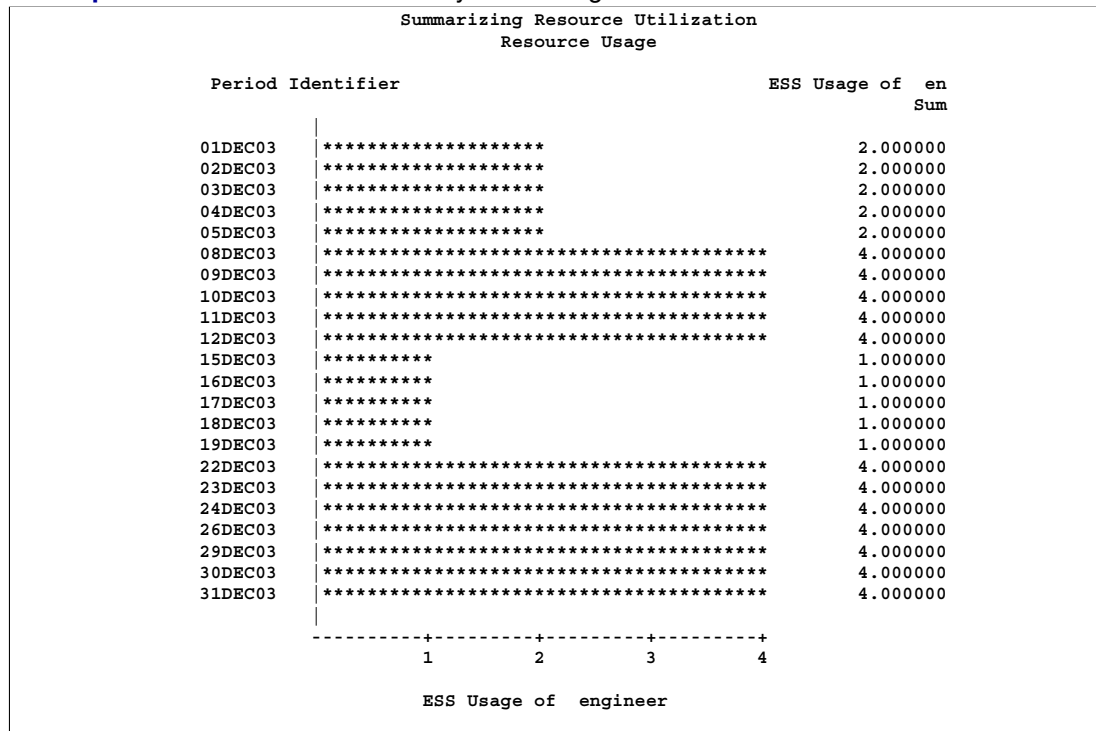 Summarizing Resource Utilization
Resource Usage
Period Identifier ESS Usage of en
Sum
01DEC03 |******************** 2.000000
02DEC03 |******************** 2.000000
03DEC03 |******************** 2.000000
04DEC03 |******************** 2.000000
05DEC03 |******************** 2.000000
08DEC03 |**************************************** 4.000000
09DEC03 |**************************************** 4.000000
10DEC03 |**************************************** 4.000000
11DEC03 |**************************************** 4.000000
12DEC03 |**************************************** 4.000000
15DEC03 |********** 1.000000
16DEC03 |********** 1.000000
17DEC03 |********** 1.000000
18DEC03 |********** 1.000000
19DEC03 |********** 1.000000
22DEC03 |**************************************** 4.000000
23DEC03 |**************************************** 4.000000
24DEC03 |**************************************** 4.000000
26DEC03 |**************************************** 4.000000
29DEC03 |**************************************** 4.000000
30DEC03 |**************************************** 4.000000
31DEC03 |**************************************** 4.000000
----------+---------+---------+---------+
1 2 3 4
ESS Usage of engineer